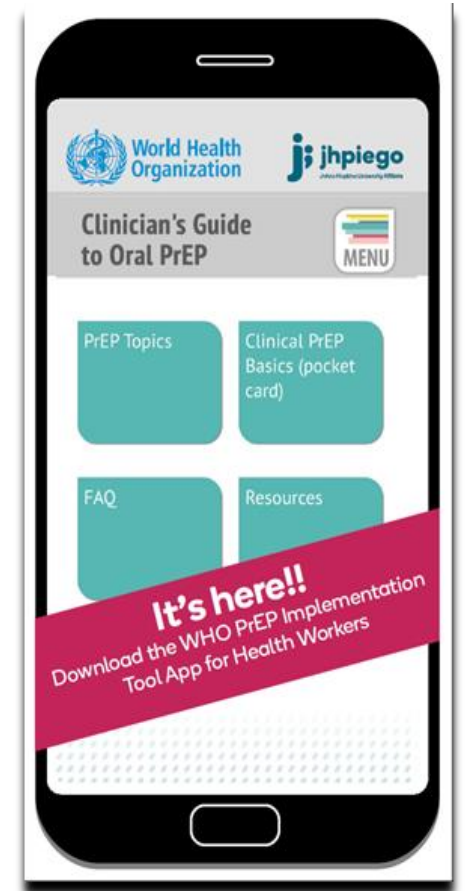 World Health
Organization
jhpiego
Johns Hopkins University Affiliate
Clinician's Guide
to Oral PrEP
MENU
PrEP Topics
Clinical PrEP
Basics (pocket
card)
FAQ
Resources
It's here!!
Download the WHO PrEP Implementation
Tool App for Health Workers